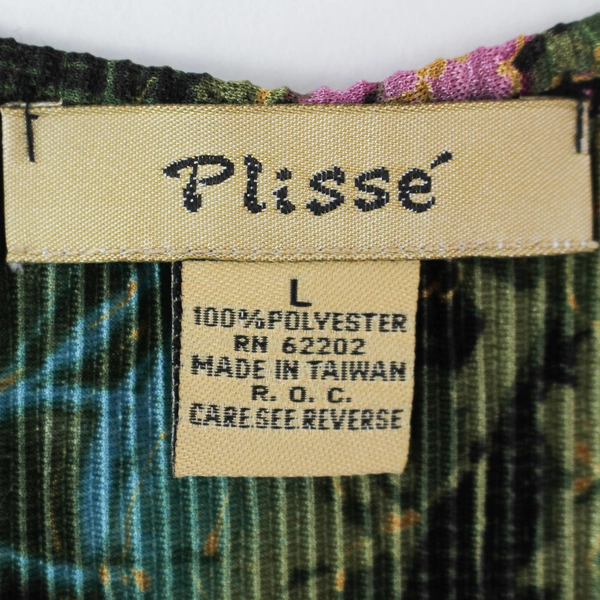 Plissé
L
100% POLYESTER
RN 62202
MADE IN TAIWAN
R. O. C.
CARE.SEE.REVERSE